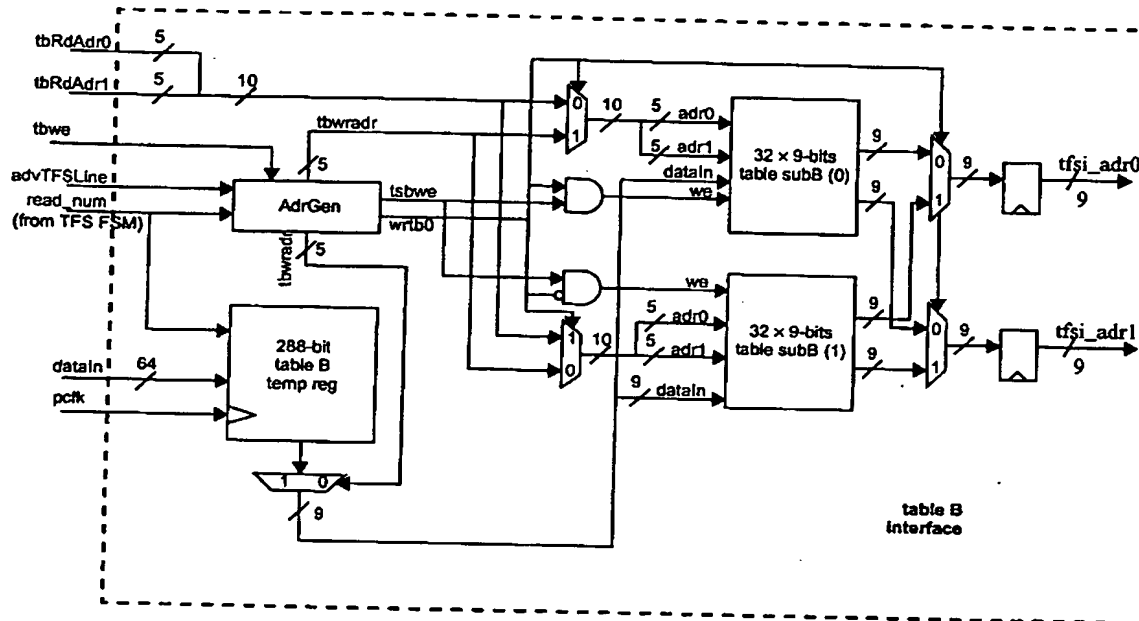 tbRdAdr0
5
tbRdAdr1
5
10
tbwe
tbwradr
5
advTFSLine
read_num
(from TFS FSM)
AdrGen
tsbwe
wrtb0
tbwradr
5
288-bit
table B
temp reg
dataIn
64
pclk
1 0
9
0
1
10
5
adr0
5
adr1
dataIn
we
32 × 9-bits
table subB (0)
9
9
0
1
9
tfsi_adr0
9
we
5
adr0
5
adr1
9
dataIn
1
0
10
32 × 9-bits
table subB (1)
9
9
0
1
9
tfsi_adr1
9
table B
interface